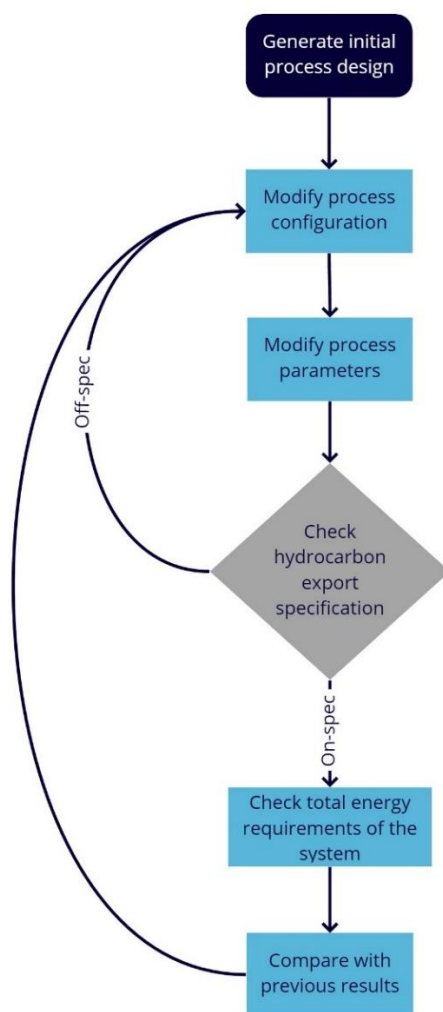 Generate initial
process design
Modify process
configuration
Modify process
parameters
Off-spec
Check
hydrocarbon
export
specification
On-spec
Check total energy
requirements of the
system
Compare with
previous results